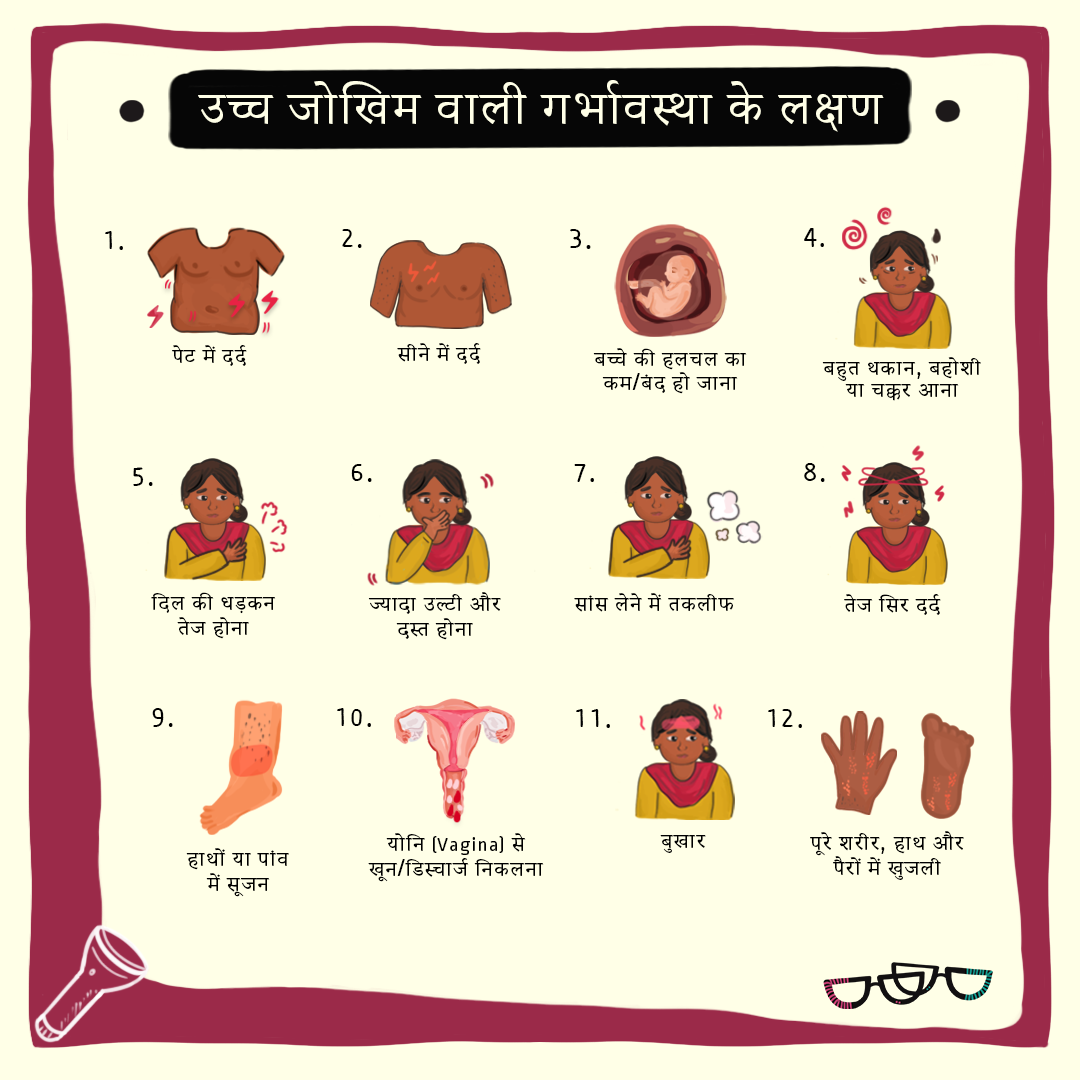 उच्च जोखिम वाली गर्भावस्था के लक्षण
1.
पेट में दर्द
2.
सीने में दर्द
3.
बच्चे की हलचल का
कम/बंद हो जाना
4.
बहुत थकान, बहोशी
या चक्कर आना
5.
दिल की धड़कन
तेज होना
6.
ज्यादा उल्टी और
दस्त होना
7.
सांस लेने में तकलीफ
8.
तेज सिर दर्द
9.
हाथों या पांव
में सूजन
10.
योनि (Vagina) से
खून/डिस्चार्ज निकलना
11.
बुखार
12.
पूरे शरीर, हाथ और
पैरों में खुजली